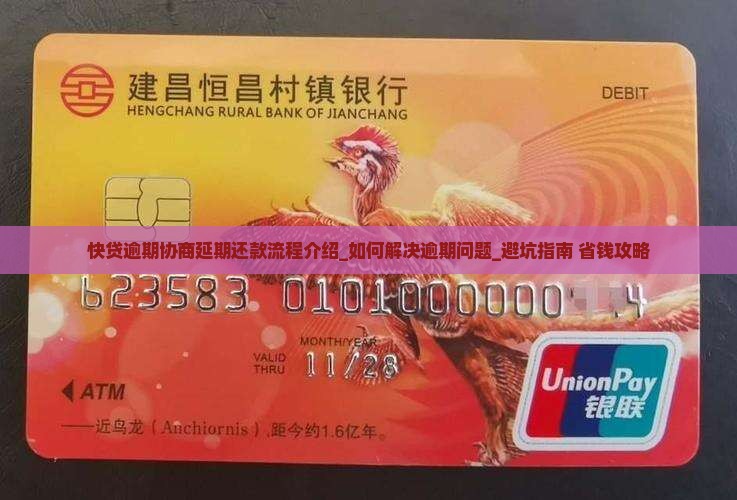 建昌恒昌村镇银行
HENGCHANG RURAL BANK OF JIANCHANG
DEBIT
快贷逾期协商延期还款流程介绍_如何解决逾期问题_避坑指南 省钱攻略
MONTH/YEAR
VALID THRU 11/28
ATM
UnionPay
银联
——近鸟龙（Anchiornis），距今约1.6亿年。